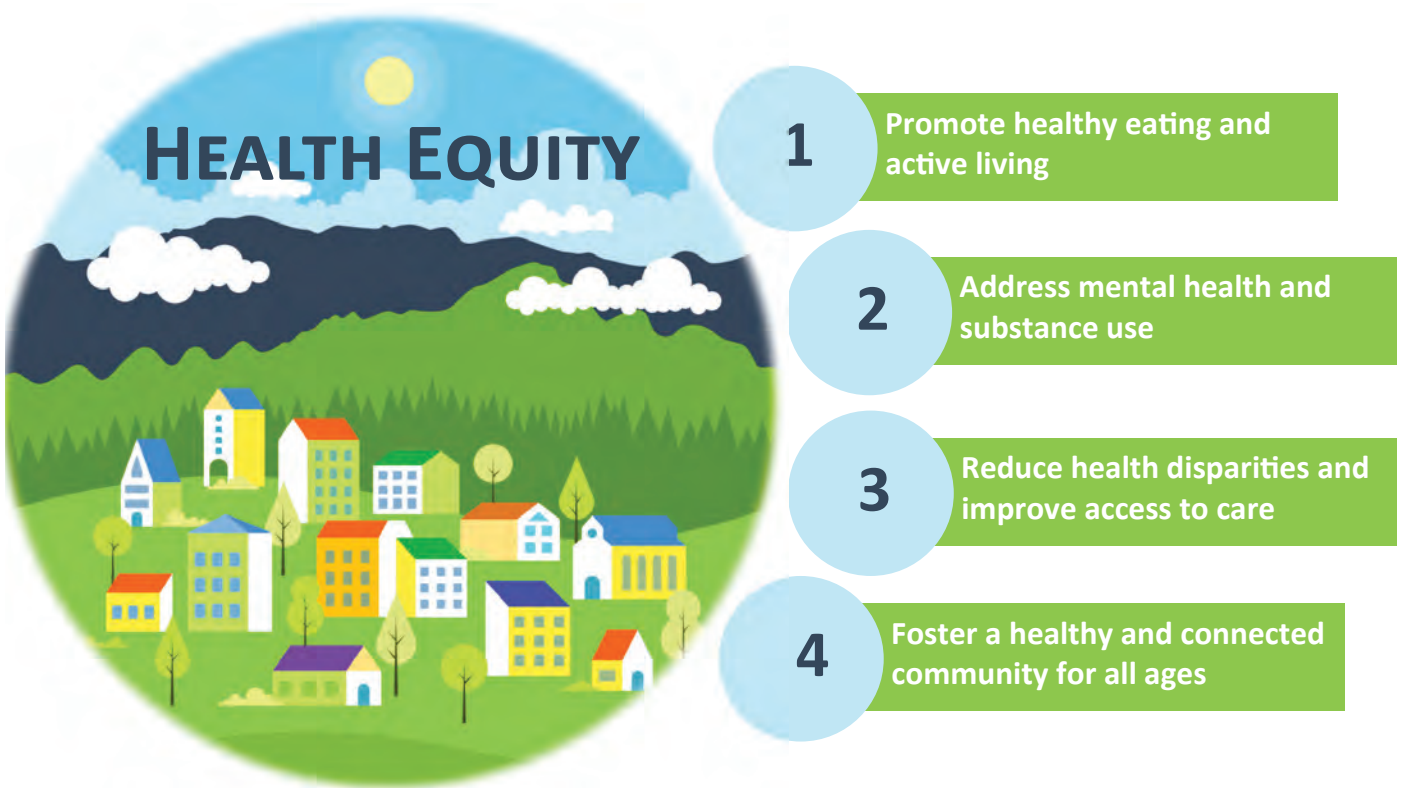 HEALTH EQUITY
1
Promote healthy eating and
active living
2
Address mental health and
substance use
3
Reduce health disparities and
improve access to care
4
Foster a healthy and connected
community for all ages